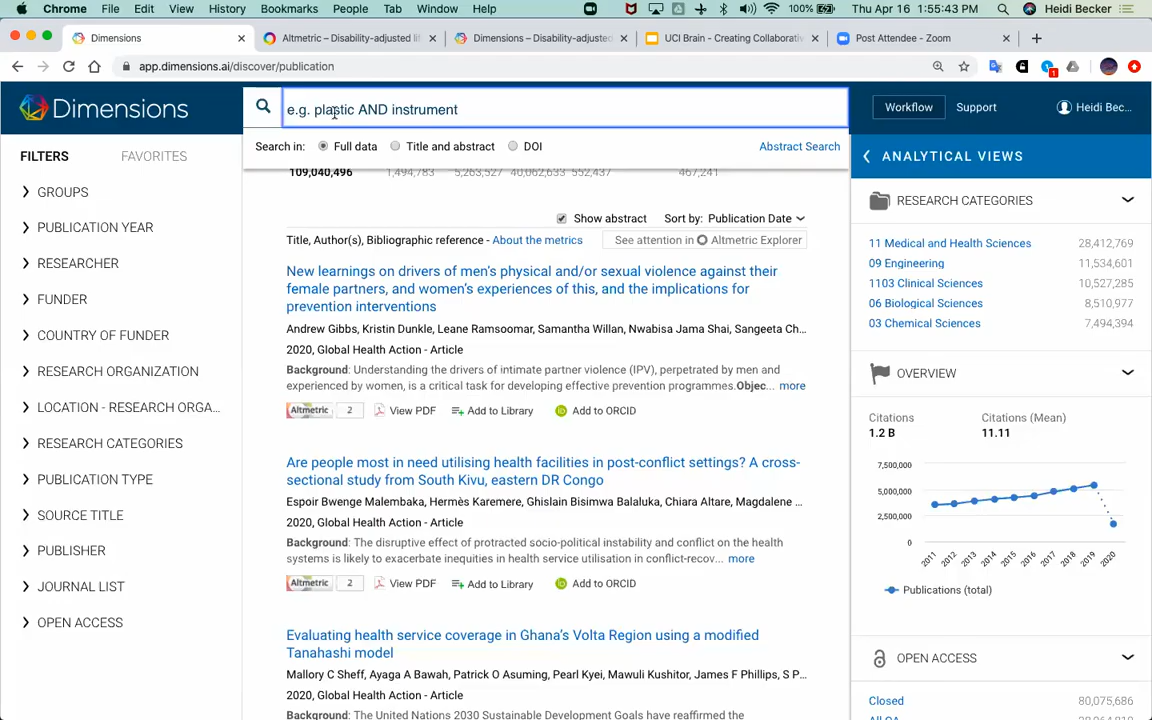 Chrome File Edit View History Bookmarks People Tab Window Help 100% Thu Apr 16 1:55:43 PM Heidi Becker
Dimensions
Altmetric – Disability-adjusted li
Dimensions – Disability-adjusted
UCI Brain - Creating Collaborativ
Post Attendee - Zoom
app.dimensions.ai/discover/publication
1
Dimensions
e.g. plastic AND instrument
Workflow
Support
Heidi Bec...
Search in: Full data Title and abstract DOI Abstract Search
FILTERS
FAVORITES
GROUPS
PUBLICATION YEAR
RESEARCHER
FUNDER
COUNTRY OF FUNDER
RESEARCH ORGANIZATION
LOCATION - RESEARCH ORGA...
RESEARCH CATEGORIES
PUBLICATION TYPE
SOURCE TITLE
PUBLISHER
JOURNAL LIST
OPEN ACCESS
109,040,496 1,494,783 5,263,527 40,062,633 552,437 467,241
Show abstract Sort by: Publication Date
Title, Author(s), Bibliographic reference - About the metrics
See attention in Altmetric Explorer
New learnings on drivers of men's physical and/or sexual violence against their
female partners, and women's experiences of this, and the implications for
prevention interventions
Andrew Gibbs, Kristin Dunkle, Leane Ramsoomar, Samantha Willan, Nwabisa Jama Shai, Sangeeta Ch...
2020, Global Health Action - Article
Background: Understanding the drivers of intimate partner violence (IPV), perpetrated by men and
experienced by women, is a critical task for developing effective prevention programmes.Objec... more
Altmetric 2 View PDF Add to Library Add to ORCID
Are people most in need utilising health facilities in post-conflict settings? A cross-
sectional study from South Kivu, eastern DR Congo
Espoir Bwenge Malembaka, Hermès Karemere, Ghislain Bisimwa Balaluka, Chiara Altare, Magdalene ...
2020, Global Health Action - Article
Background: The disruptive effect of protracted socio-political instability and conflict on the health
systems is likely to exacerbate inequities in health service utilisation in conflict-recov... more
Altmetric 2 View PDF Add to Library Add to ORCID
Evaluating health service coverage in Ghana's Volta Region using a modified
Tanahashi model
Mallory C Sheff, Ayaga A Bawah, Patrick O Asuming, Pearl Kyei, Mawuli Kushitor, James F Phillips, S P...
2020, Global Health Action - Article
Background: The United Nations 2030 Sustainable Development Goals have reaffirmed the
ANALYTICAL VIEWS
RESEARCH CATEGORIES
11 Medical and Health Sciences 28,412,769
09 Engineering 11,534,601
1103 Clinical Sciences 10,527,285
06 Biological Sciences 8,510,977
03 Chemical Sciences 7,494,394
OVERVIEW
Citations
1.2 B
Citations (Mean)
11.11
7,500,000
5,000,000
2,500,000
0
2011 2012 2013 2014 2015 2016 2017 2018 2019 2020
Publications (total)
OPEN ACCESS
Closed 80,075,686